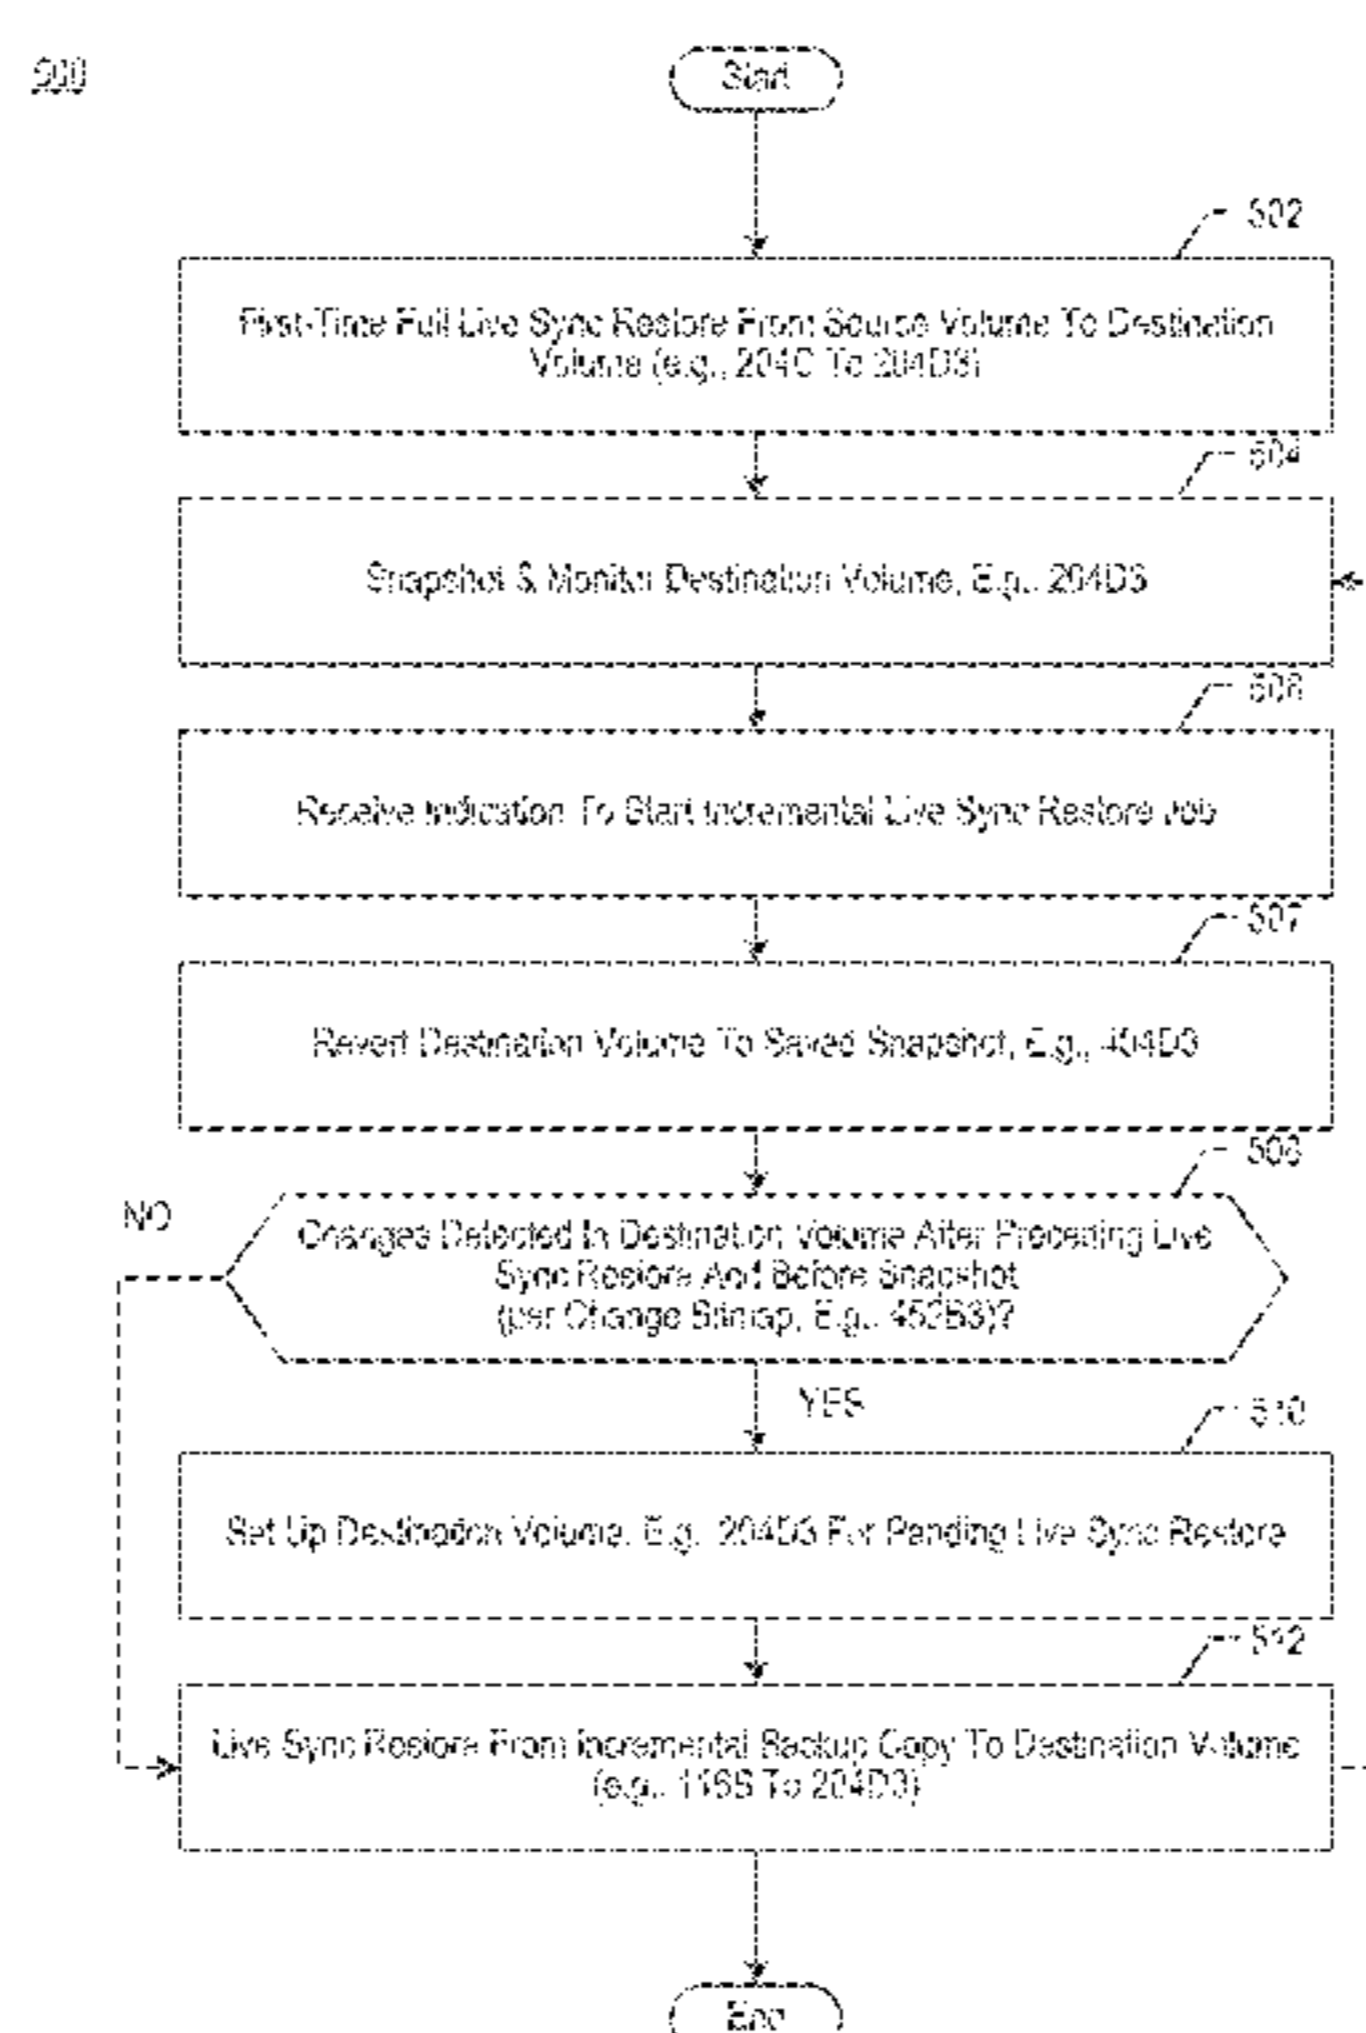 500
Start
502
First-Time Full Live Sync Restore From Source Volume To Destination
Volume (e.g., 204C To 204D3)
504
Snapshot & Monitor Destination Volume, E.g., 204D3
506
Receive Indication To Start Incremental Live Sync Restore Job
507
Revert Destination Volume To Saved Snapshot, E.g., 404D3
508
NO
Changes Detected In Destination Volume After Preceding Live
Sync Restore And Before Snapshot
(per Change Bitmap, E.g., 452B3)?
YES
510
Set Up Destination Volume, E.g., 204D3 For Pending Live Sync Restore
512
Live Sync Restore From Incremental Backup Copy To Destination Volume
(e.g., To 204D3)
End